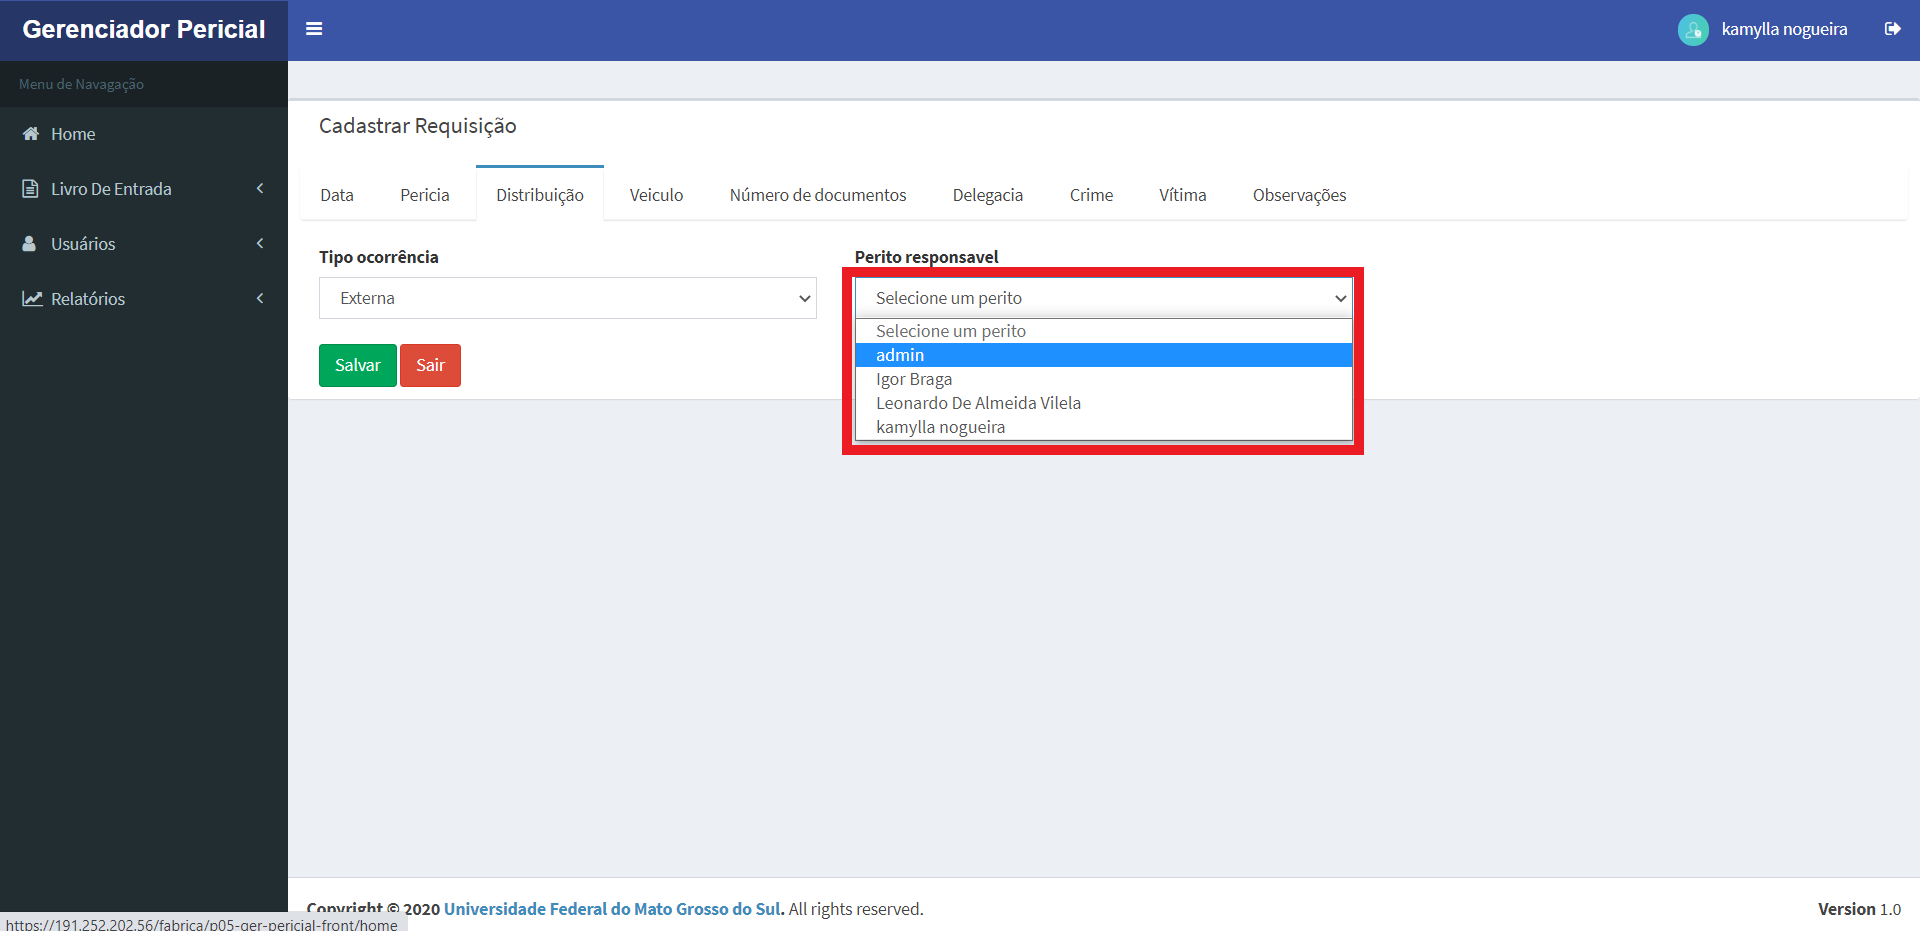 Gerenciador Pericial
kamylla nogueira
Menu de Navagação
Home
Livro De Entrada
Usuários
Relatórios
Cadastrar Requisição
Data Pericia Distribuição Veiculo Número de documentos Delegacia Crime Vítima Observações
Tipo ocorrência
Externa
Perito responsavel
Selecione um perito
Selecione um perito
admin
Igor Braga
Leonardo De Almeida Vilela
kamylla nogueira
Salvar Sair
Copyright © 2020 Universidade Federal do Mato Grosso do Sul. All rights reserved.
Version 1.0
https://191.252.202.56/fabrica/p05-ger-pericial-front/home